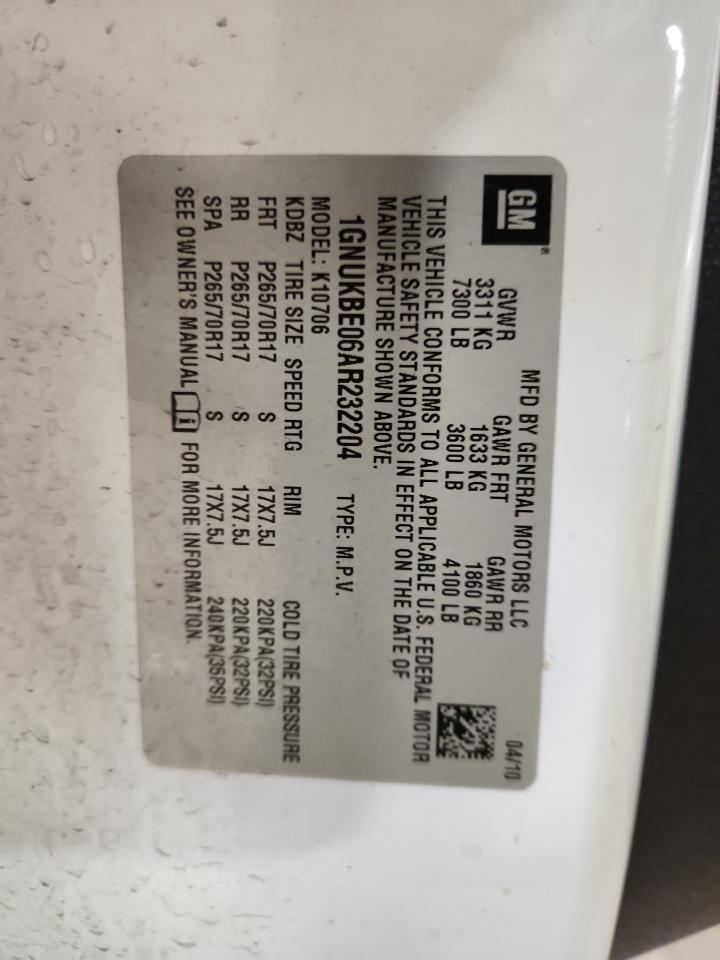 GM®
MFD BY GENERAL MOTORS LLC 04/10
GVWR GAWR FRT GAWR RR
3311 KG 1633 KG 1860 KG
7300 LB 3600 LB 4100 LB
THIS VEHICLE CONFORMS TO ALL APPLICABLE U.S. FEDERAL MOTOR
VEHICLE SAFETY STANDARDS IN EFFECT ON THE DATE OF
MANUFACTURE SHOWN ABOVE.
1GNUKBE06AR232204 TYPE: M.P.V.
MODEL: K10706
KDBZ TIRE SIZE SPEED RTG RIM COLD TIRE PRESSURE
FRT P265/70R17 S 17X7.5J 220KPA(32PSI)
RR P265/70R17 S 17X7.5J 220KPA(32PSI)
SPA P265/70R17 S 17X7.5J 240KPA(35PSI)
SEE OWNER'S MANUAL i FOR MORE INFORMATION.